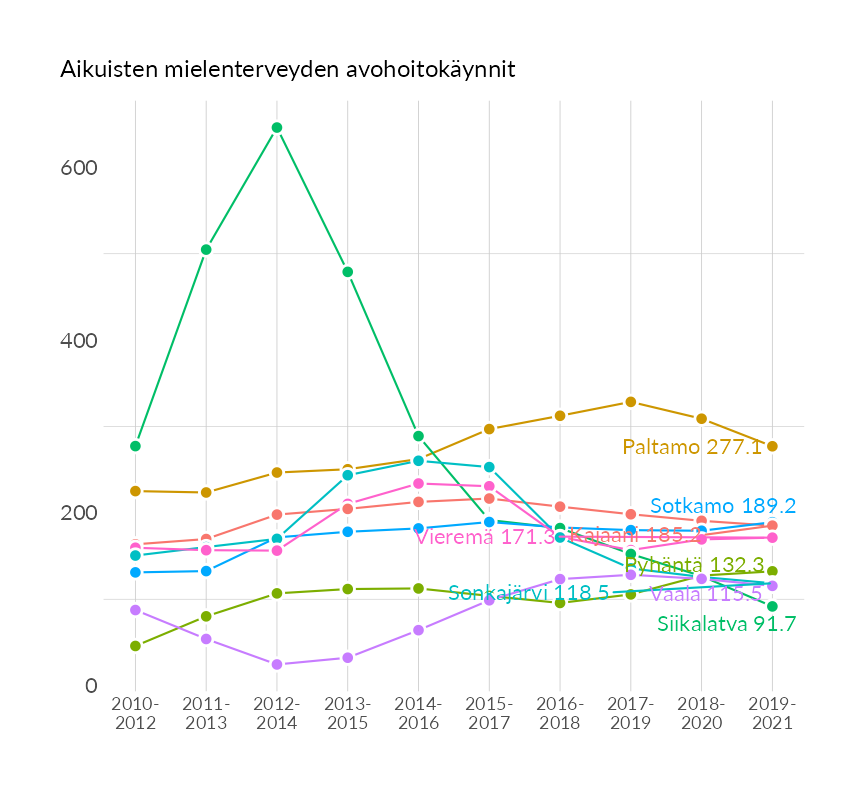 Aikuisten mielenterveyden avohoitokäynnit
600
400
200
0
Paltamo 277.1
Sotkamo 189.2
Vieremä 171.3
Kajaani 185.2
Pyhäntä 132.3
Sonkajärvi 118.5
Vaala 115.5
Siikalatva 91.7
2010-
2012
2011-
2013
2012-
2014
2013-
2015
2014-
2016
2015-
2017
2016-
2018
2017-
2019
2018-
2020
2019-
2021